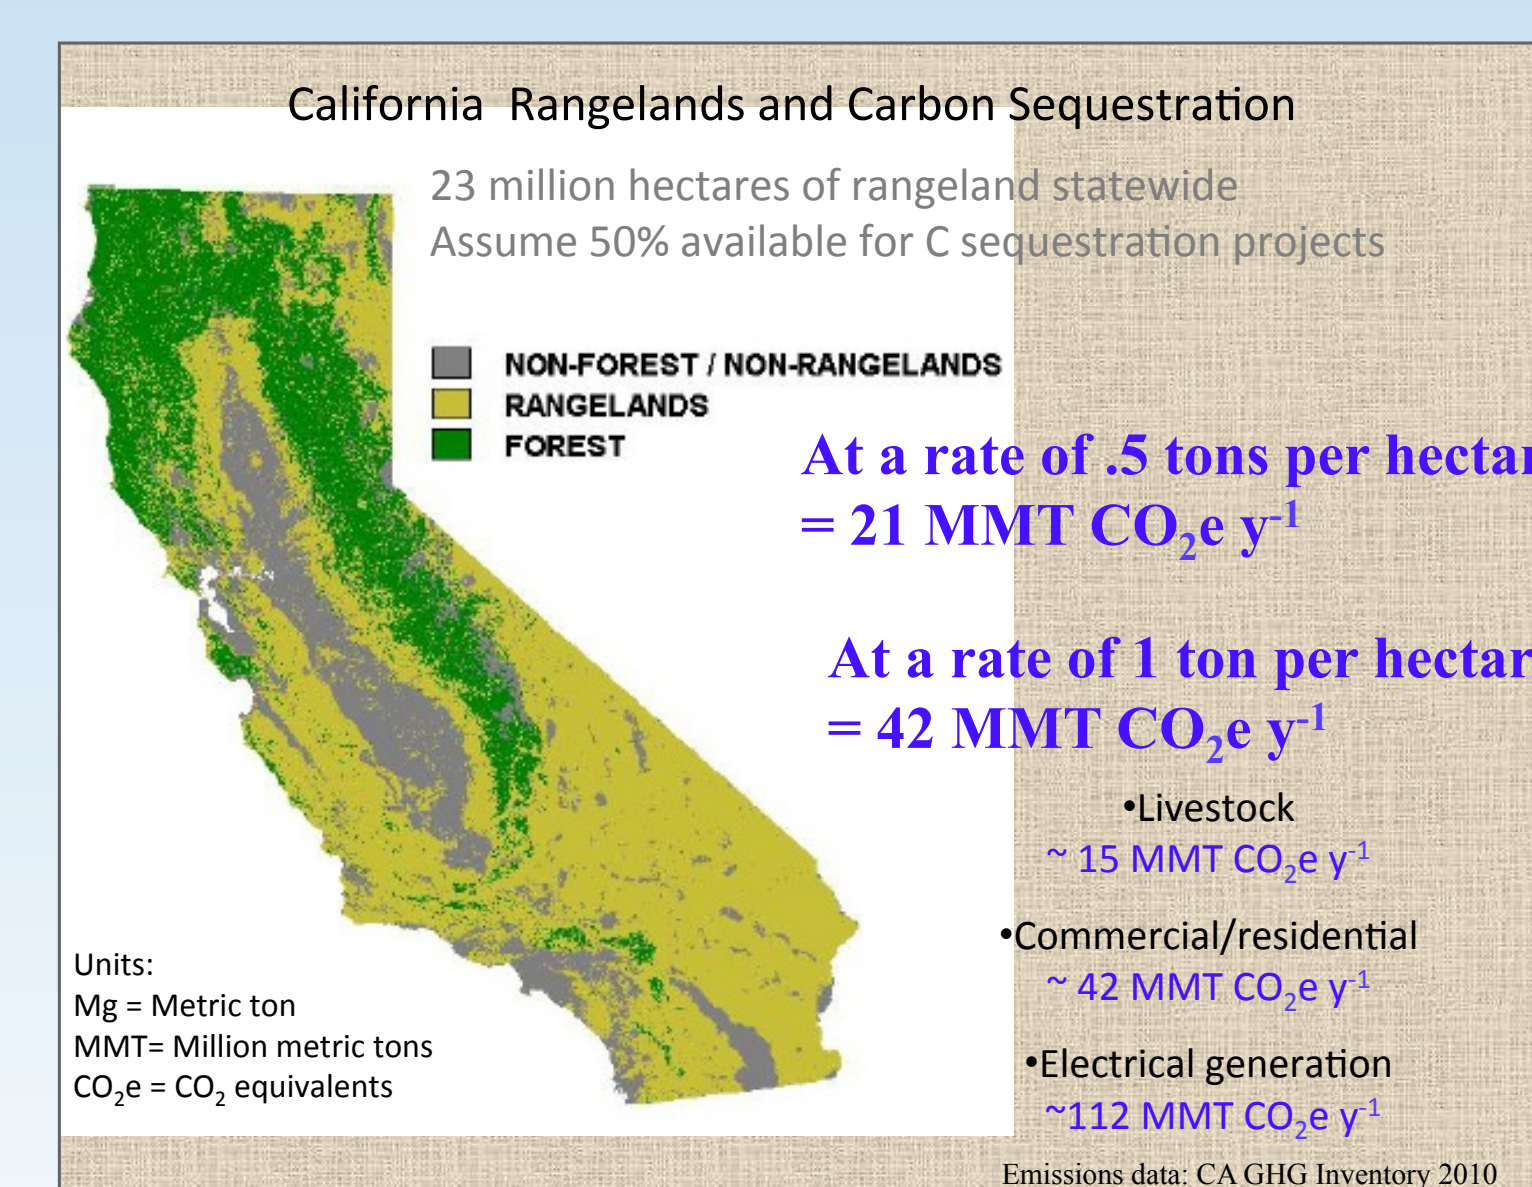 California Rangelands and Carbon Sequestration
23 million hectares of rangeland statewide
Assume 50% available for C sequestration projects
NON-FOREST / NON-RANGELANDS
RANGELANDS
FOREST
At a rate of .5 tons per hectar
= 21 MMT CO₂e y⁻¹
At a rate of 1 ton per hectar
= 42 MMT CO₂e y⁻¹
•Livestock
~ 15 MMT CO₂e y⁻¹
•Commercial/residential
~ 42 MMT CO₂e y⁻¹
•Electrical generation
~112 MMT CO₂e y⁻¹
Units:
Mg = Metric ton
MMT= Million metric tons
CO₂e = CO₂ equivalents
Emissions data: CA GHG Inventory 2010